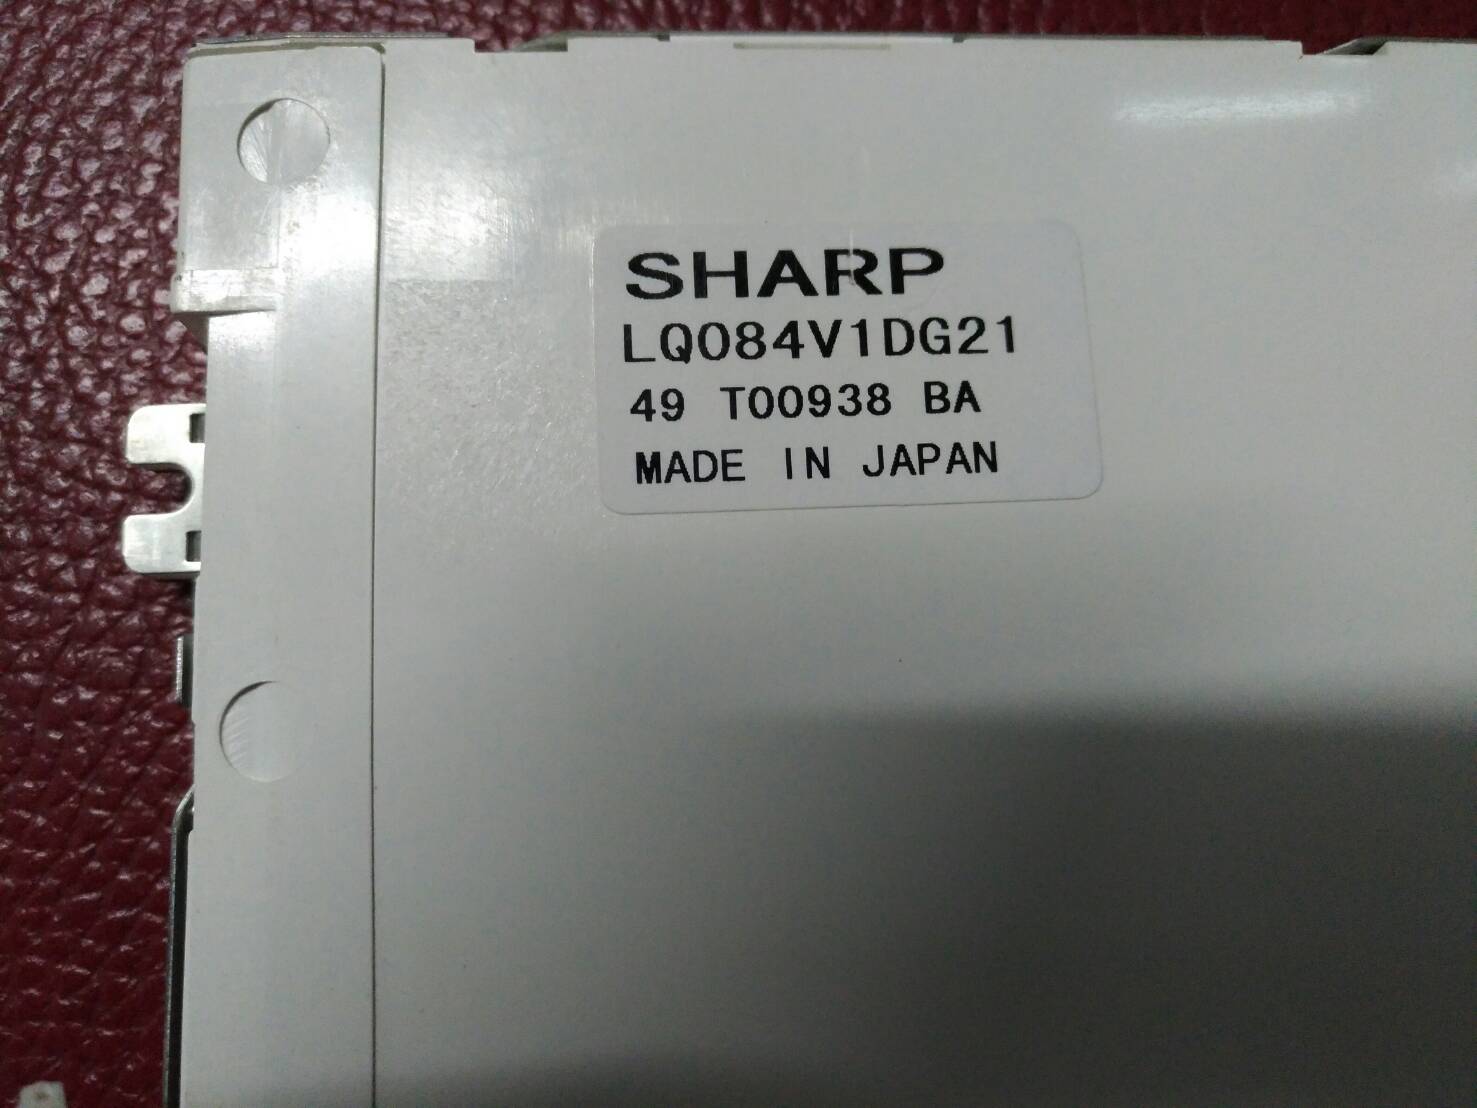 SHARP
LQ084V1DG21
49 T00938 BA
MADE IN JAPAN